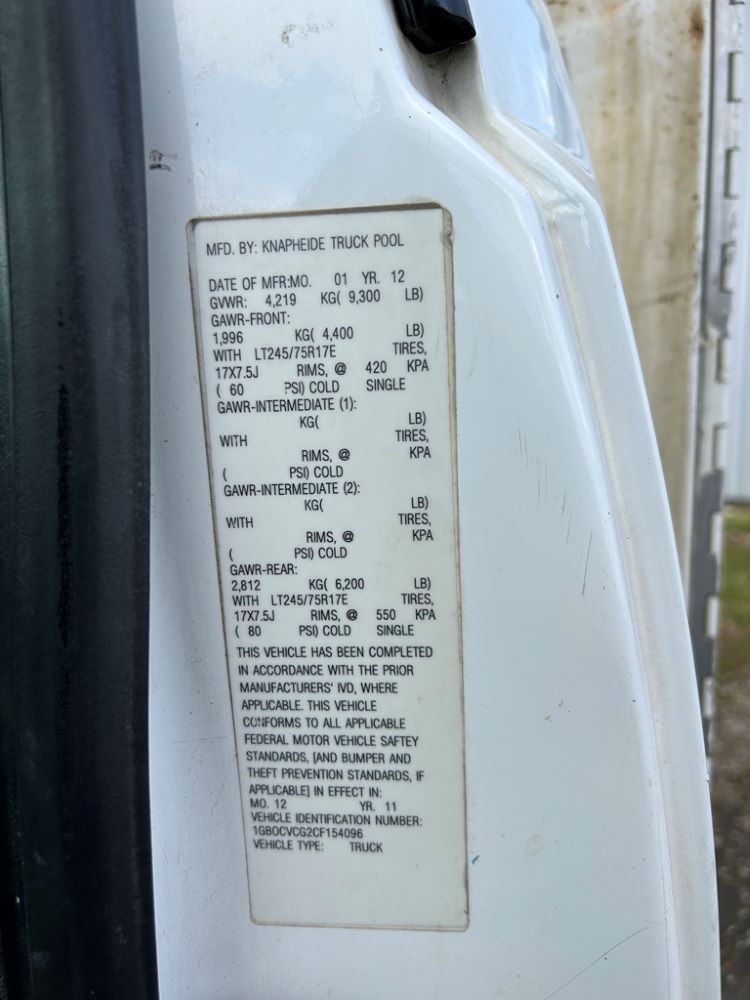 MFD. BY: KNAPHEIDE TRUCK POOL
DATE OF MFR:MO. 01 YR. 12
GVWR: 4,219 KG( 9,300 LB)
GAWR-FRONT:
1,996 KG( 4,400 LB)
WITH LT245/75R17E TIRES,
17X7.5J RIMS, @ 420 KPA
( 60 PSI) COLD SINGLE
GAWR-INTERMEDIATE (1):
KG( LB)
WITH TIRES,
RIMS, @ KPA
( PSI) COLD
GAWR-INTERMEDIATE (2):
KG( LB)
WITH TIRES,
RIMS, @ KPA
( PSI) COLD
GAWR-REAR:
2,812 KG( 6,200 LB)
WITH LT245/75R17E TIRES,
17X7.5J RIMS, @ 550 KPA
( 80 PSI) COLD SINGLE
THIS VEHICLE HAS BEEN COMPLETED
IN ACCORDANCE WITH THE PRIOR
MANUFACTURERS' IVD, WHERE
APPLICABLE. THIS VEHICLE
CONFORMS TO ALL APPLICABLE
FEDERAL MOTOR VEHICLE SAFTEY
STANDARDS, [AND BUMPER AND
THEFT PREVENTION STANDARDS, IF
APPLICABLE] IN EFFECT IN:
MO. 12 YR. 11
VEHICLE IDENTIFICATION NUMBER:
1GBOCVCG2CF154096
VEHICLE TYPE: TRUCK